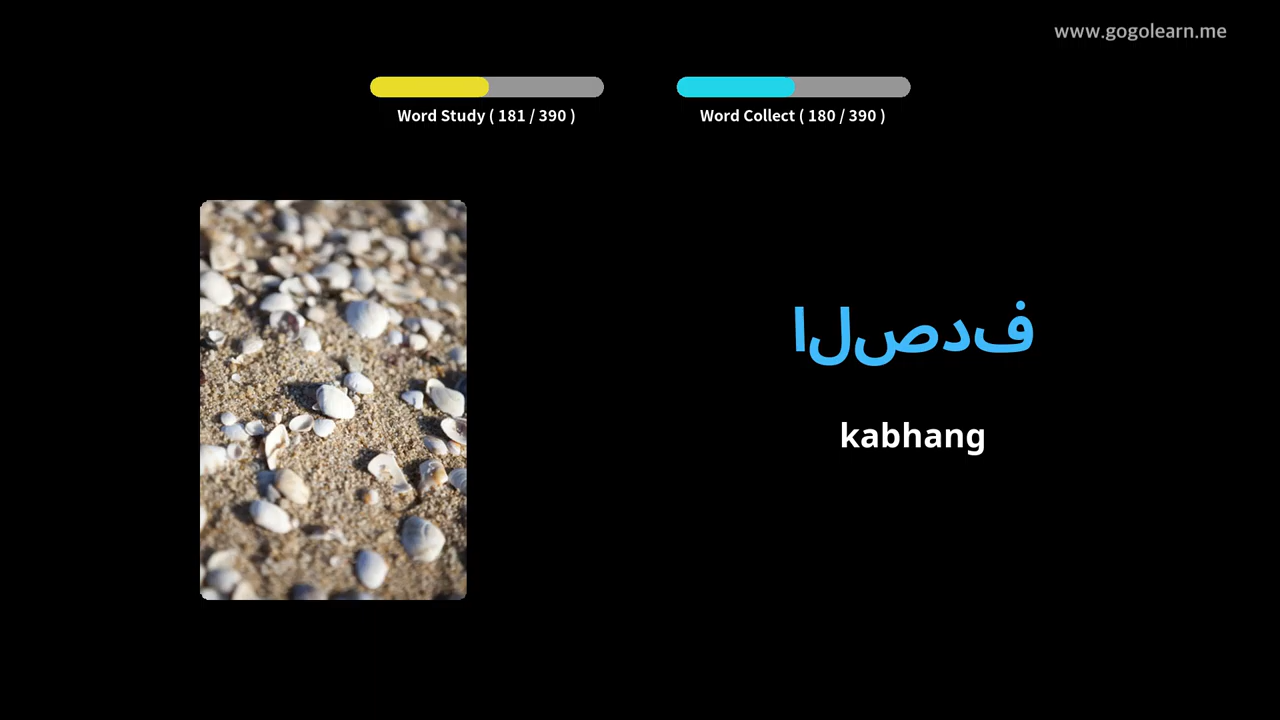 www.gogolearn.me
Word Study ( 181 / 390 )
Word Collect ( 180 / 390 )
الصدف
kabhang